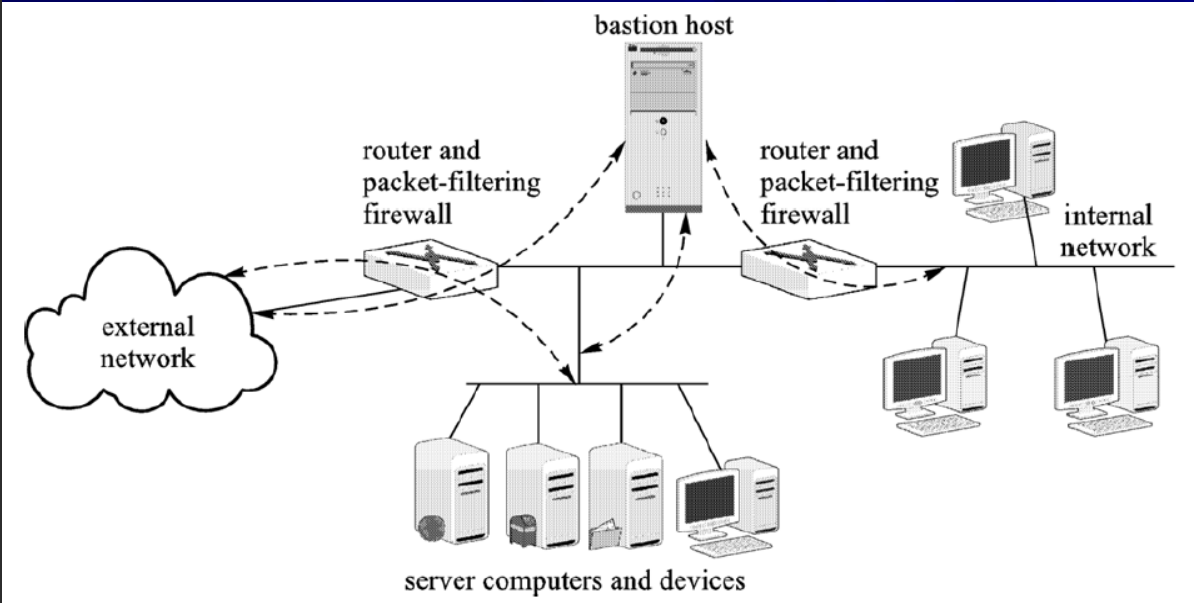 bastion host
router and
packet-filtering
firewall
router and
packet-filtering
firewall
internal
network
external
network
server computers and devices